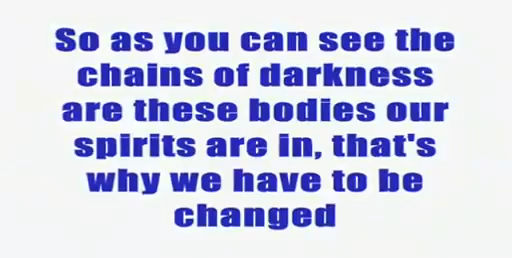 So as you can see the
chains of darkness
are these bodies our
spirits are in, that's
why we have to be
changed